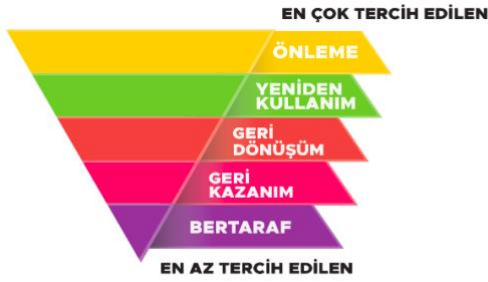 EN ÇOK TERCİH EDİLEN
ÖNLEME
YENİDEN
KULLANIM
GERİ
DÖNÜŞÜM
GERİ
KAZANIM
BERTARAF
EN AZ TERCİH EDİLEN